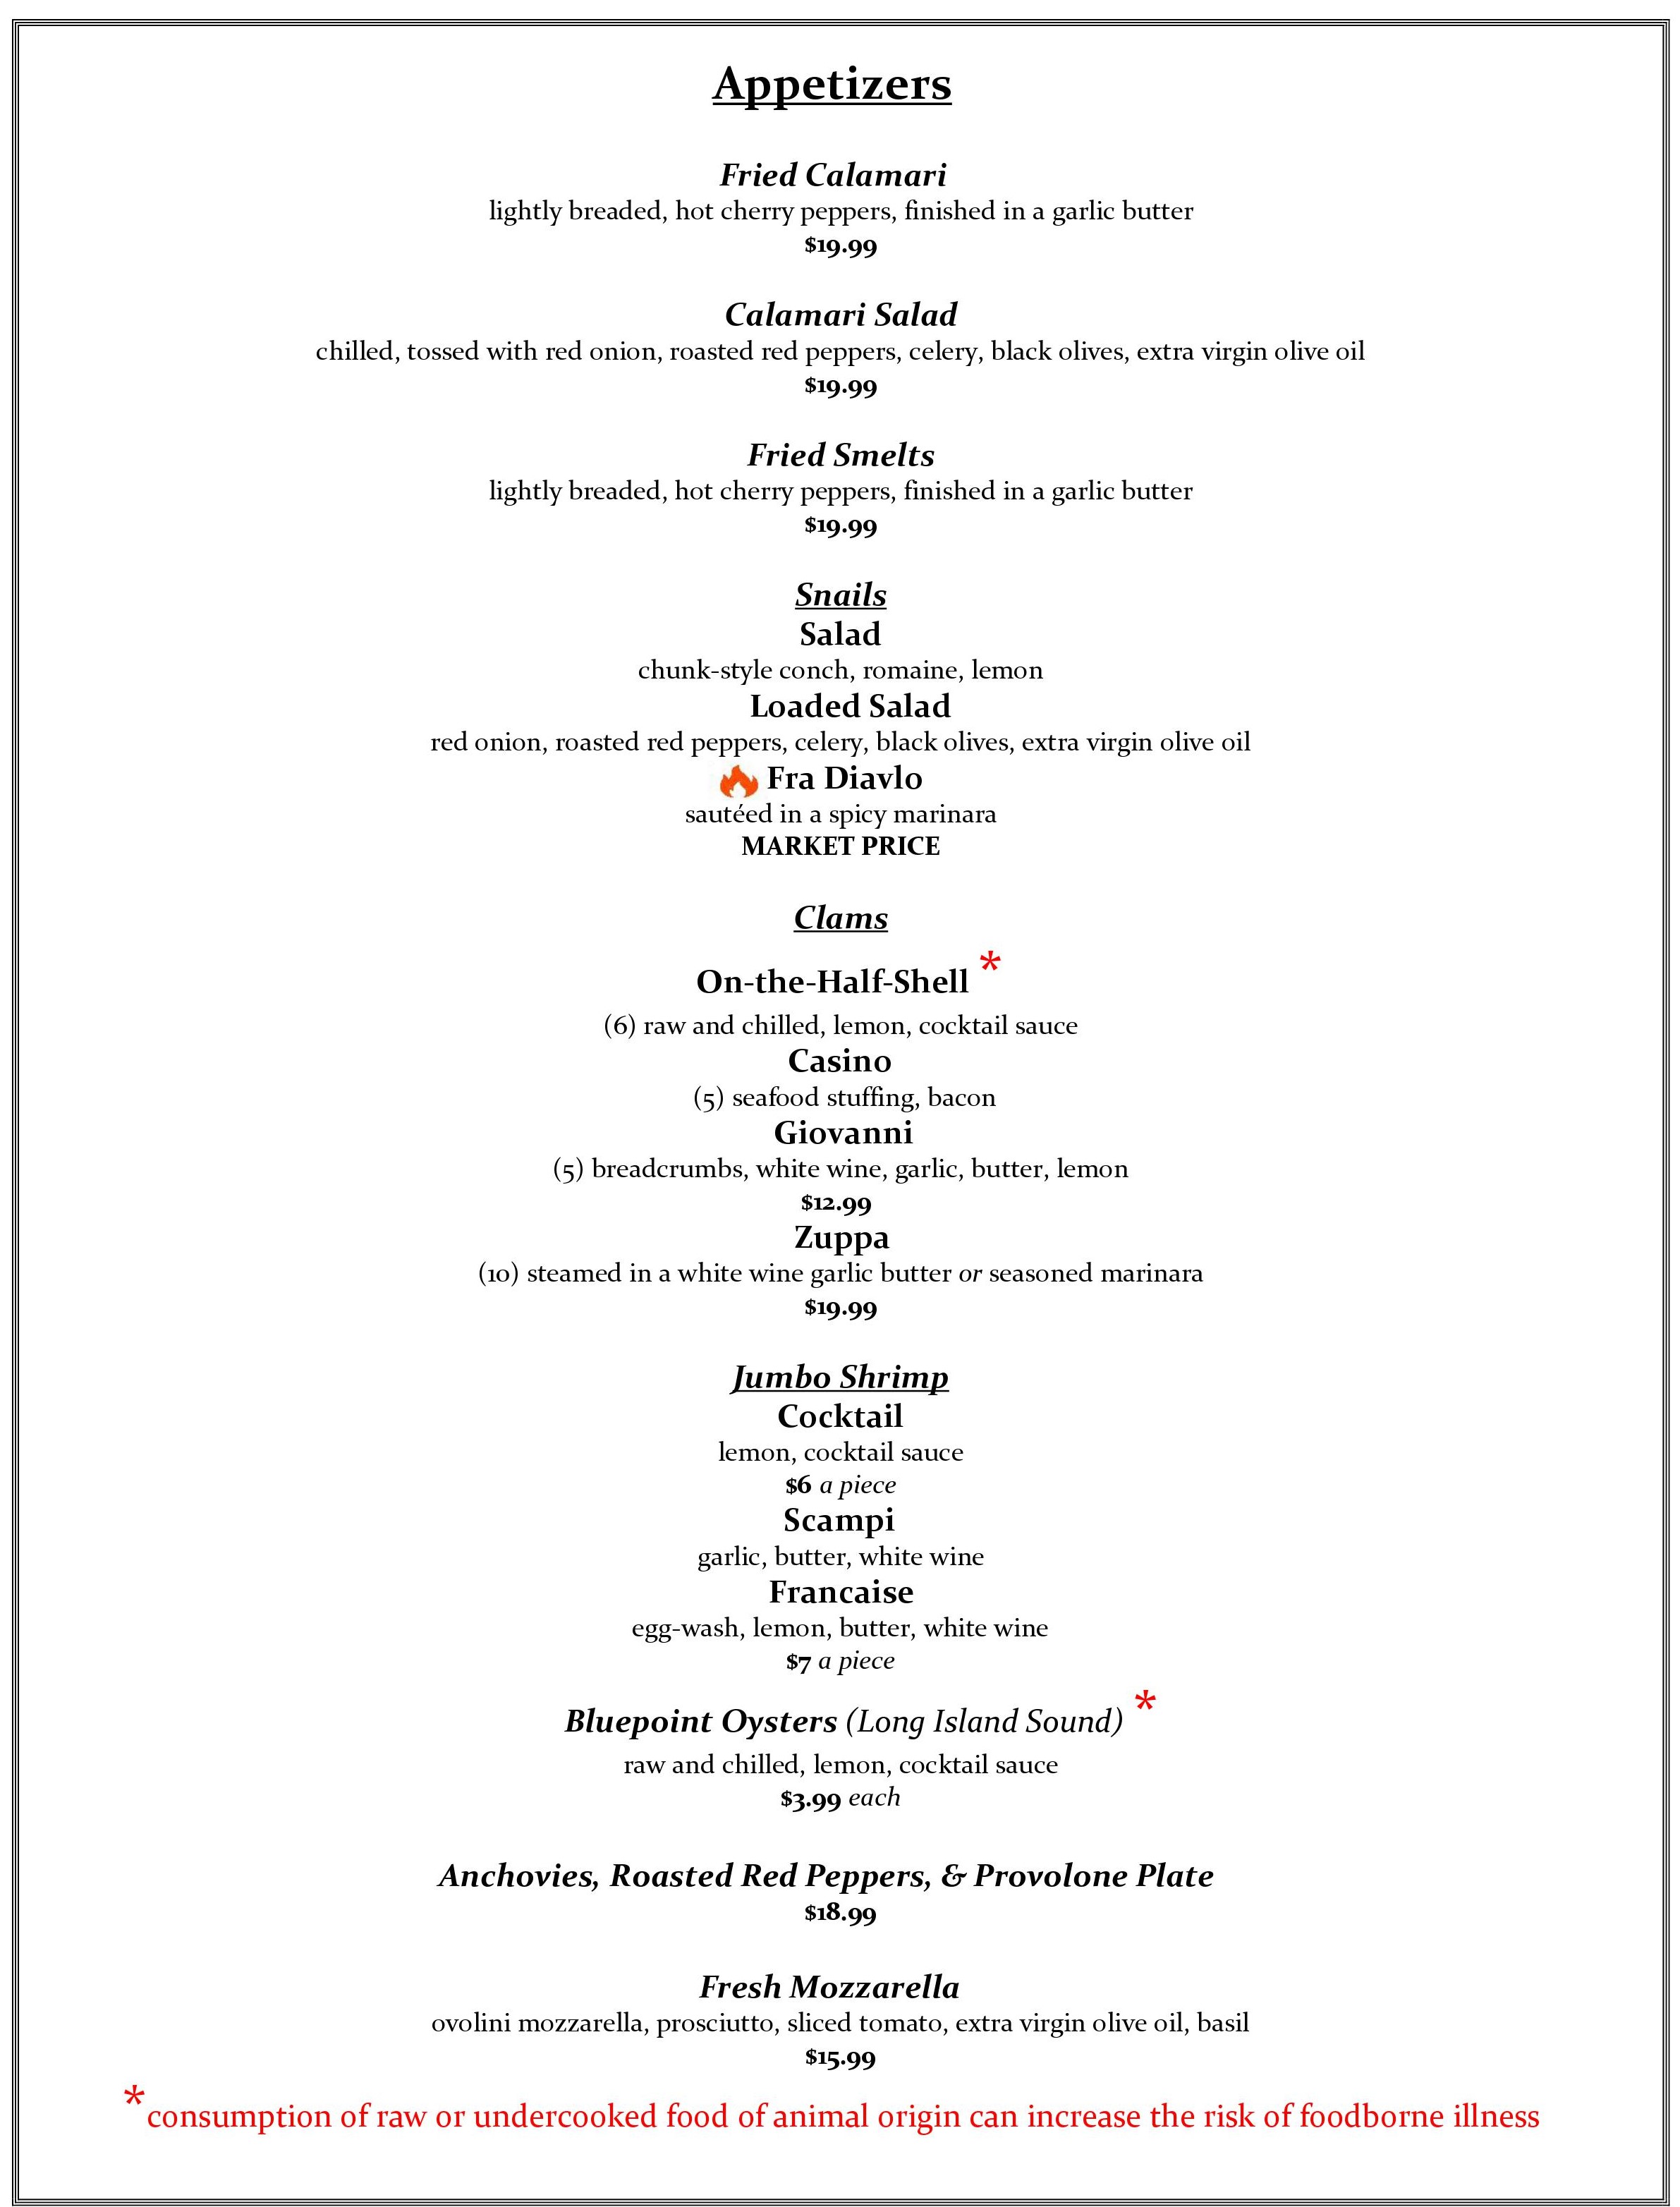 Appetizers
Fried Calamari
lightly breaded, hot cherry peppers, finished in a garlic butter
$19.99
Calamari Salad
chilled, tossed with red onion, roasted red peppers, celery, black olives, extra virgin olive oil
$19.99
Fried Smelts
lightly breaded, hot cherry peppers, finished in a garlic butter
$19.99
Snails
Salad
chunk-style conch, romaine, lemon
Loaded Salad
red onion, roasted red peppers, celery, black olives, extra virgin olive oil
Fra Diavlo
sautéed in a spicy marinara
MARKET PRICE
Clams
On-the-Half-Shell *
(6) raw and chilled, lemon, cocktail sauce
Casino
(5) seafood stuffing, bacon
Giovanni
(5) breadcrumbs, white wine, garlic, butter, lemon
$12.99
Zuppa
(10) steamed in a white wine garlic butter or seasoned marinara
$19.99
Jumbo Shrimp
Cocktail
lemon, cocktail sauce
$6 a piece
Scampi
garlic, butter, white wine
Francaise
egg-wash, lemon, butter, white wine
$7 a piece
Bluepoint Oysters (Long Island Sound) *
raw and chilled, lemon, cocktail sauce
$3.99 each
Anchovies, Roasted Red Peppers, & Provolone Plate
$18.99
Fresh Mozzarella
ovolini mozzarella, prosciutto, sliced tomato, extra virgin olive oil, basil
$15.99
*consumption of raw or undercooked food of animal origin can increase the risk of foodborne illness